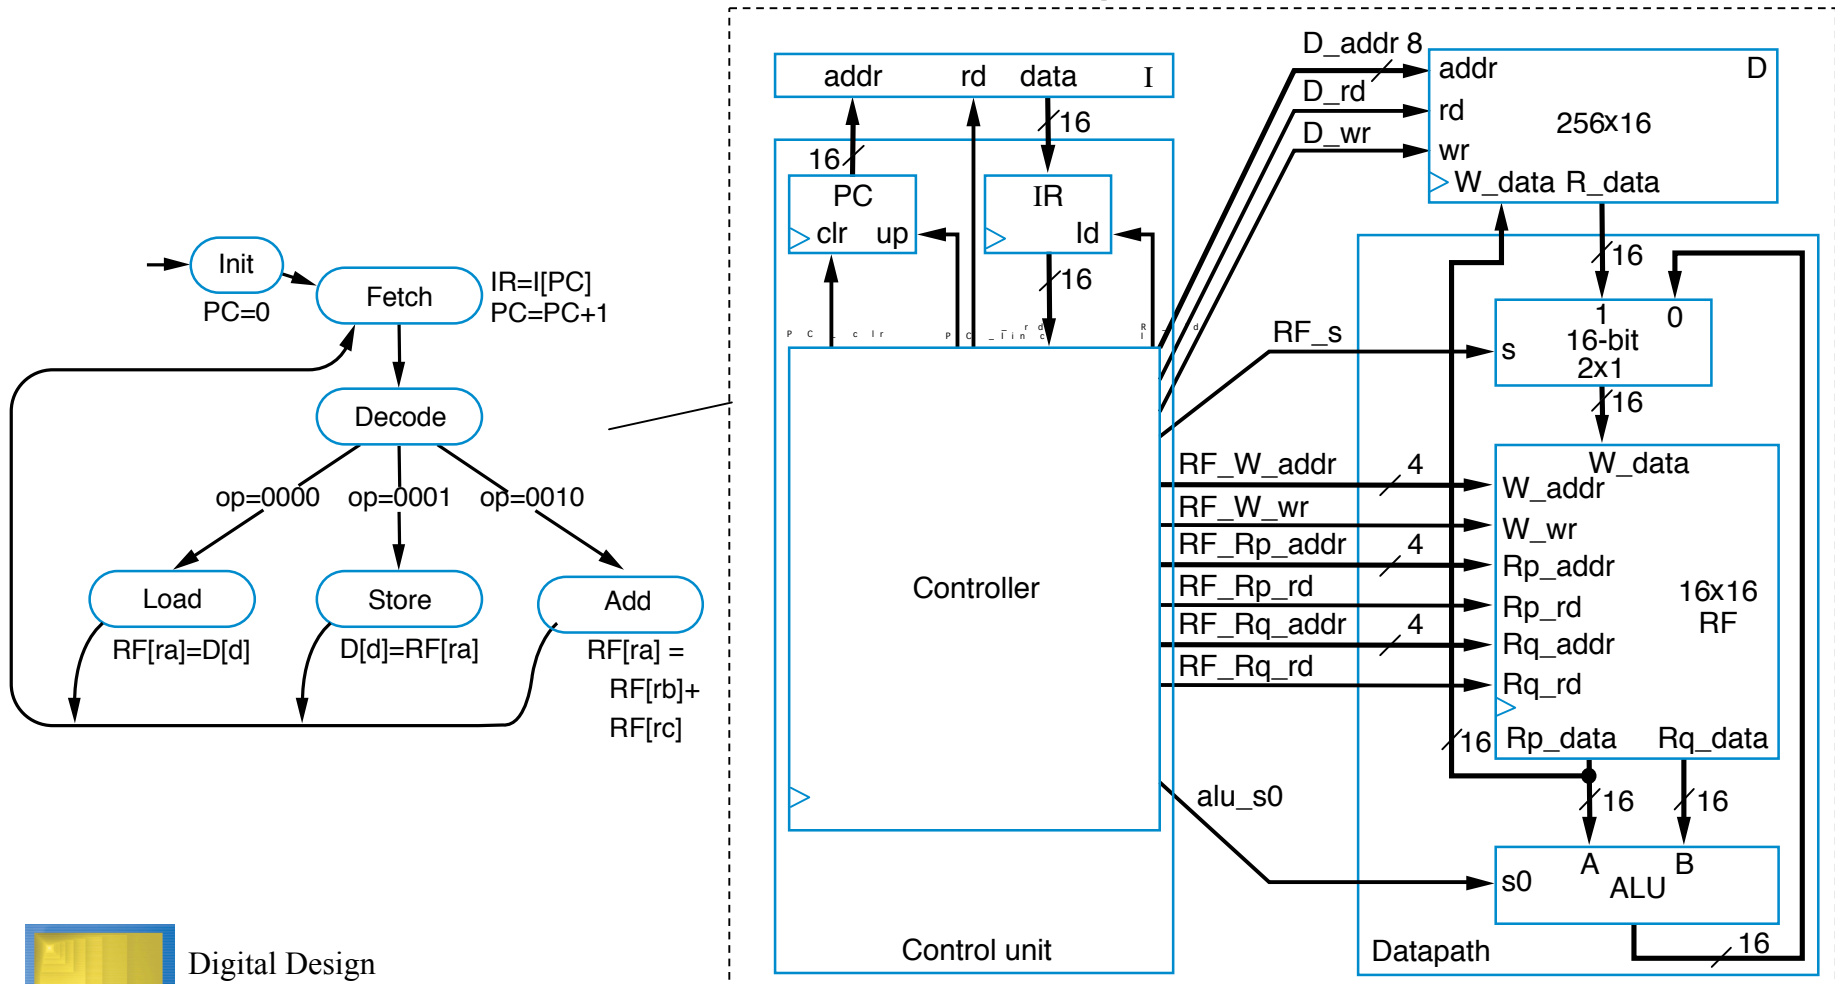 Init
PC=0
Fetch
IR=I[PC]
PC=PC+1
Decode
op=0000
op=0001
op=0010
Load
RF[ra]=D[d]
Store
D[d]=RF[ra]
Add
RF[ra] =
RF[rb]+
RF[rc]
Digital Design
addr rd data I
16
16
PC
clr up
IR
ld
16
PC_clr
Controller
Control unit
D_addr 8
D_rd
D_wr
RF_s
RF_W_addr 4
RF_W_wr
RF_Rp_addr 4
RF_Rp_rd
RF_Rq_addr 4
RF_Rq_rd
alu_s0
addr D
rd
256x16
wr
W_data R_data
16
1 0
s
16-bit
2x1
16
W_data
W_addr
W_wr
Rp_addr
Rp_rd
16x16
RF
Rq_addr
Rq_rd
16
Rp_data Rq_data
16 16
A B
s0
ALU
16
Datapath